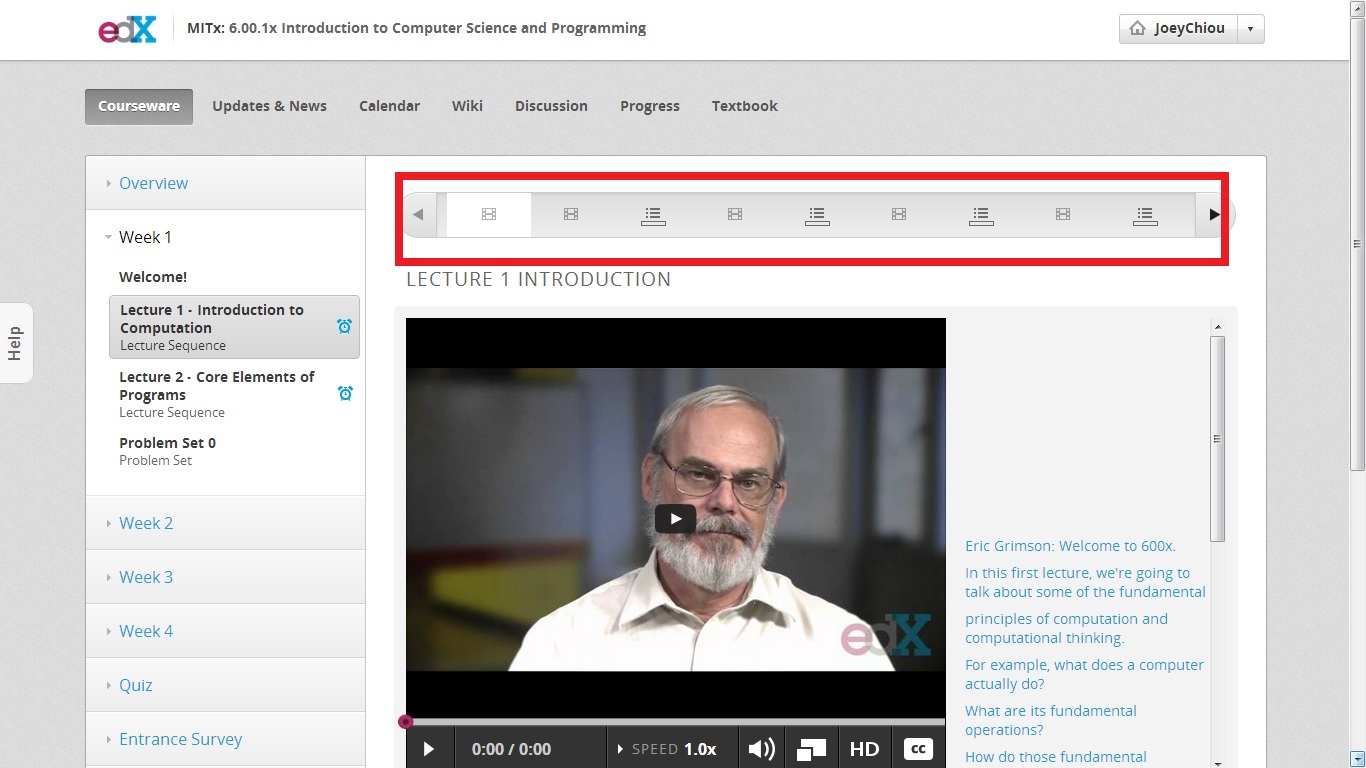 edX
MITx: 6.00.1x Introduction to Computer Science and Programming
JoeyChiou
Courseware
Updates & News
Calendar
Wiki
Discussion
Progress
Textbook
Overview
Week 1
Welcome!
Lecture 1 - Introduction to
Computation
Lecture Sequence
Lecture 2 - Core Elements of
Programs
Lecture Sequence
Problem Set 0
Problem Set
Week 2
Week 3
Week 4
Quiz
Entrance Survey
Help
LECTURE 1 INTRODUCTION
edX
0:00 / 0:00
SPEED 1.0x
HD
CC
Eric Grimson: Welcome to 600x.
In this first lecture, we're going to
talk about some of the fundamental
principles of computation and
computational thinking.
For example, what does a computer
actually do?
What are its fundamental
operations?
How do those fundamental